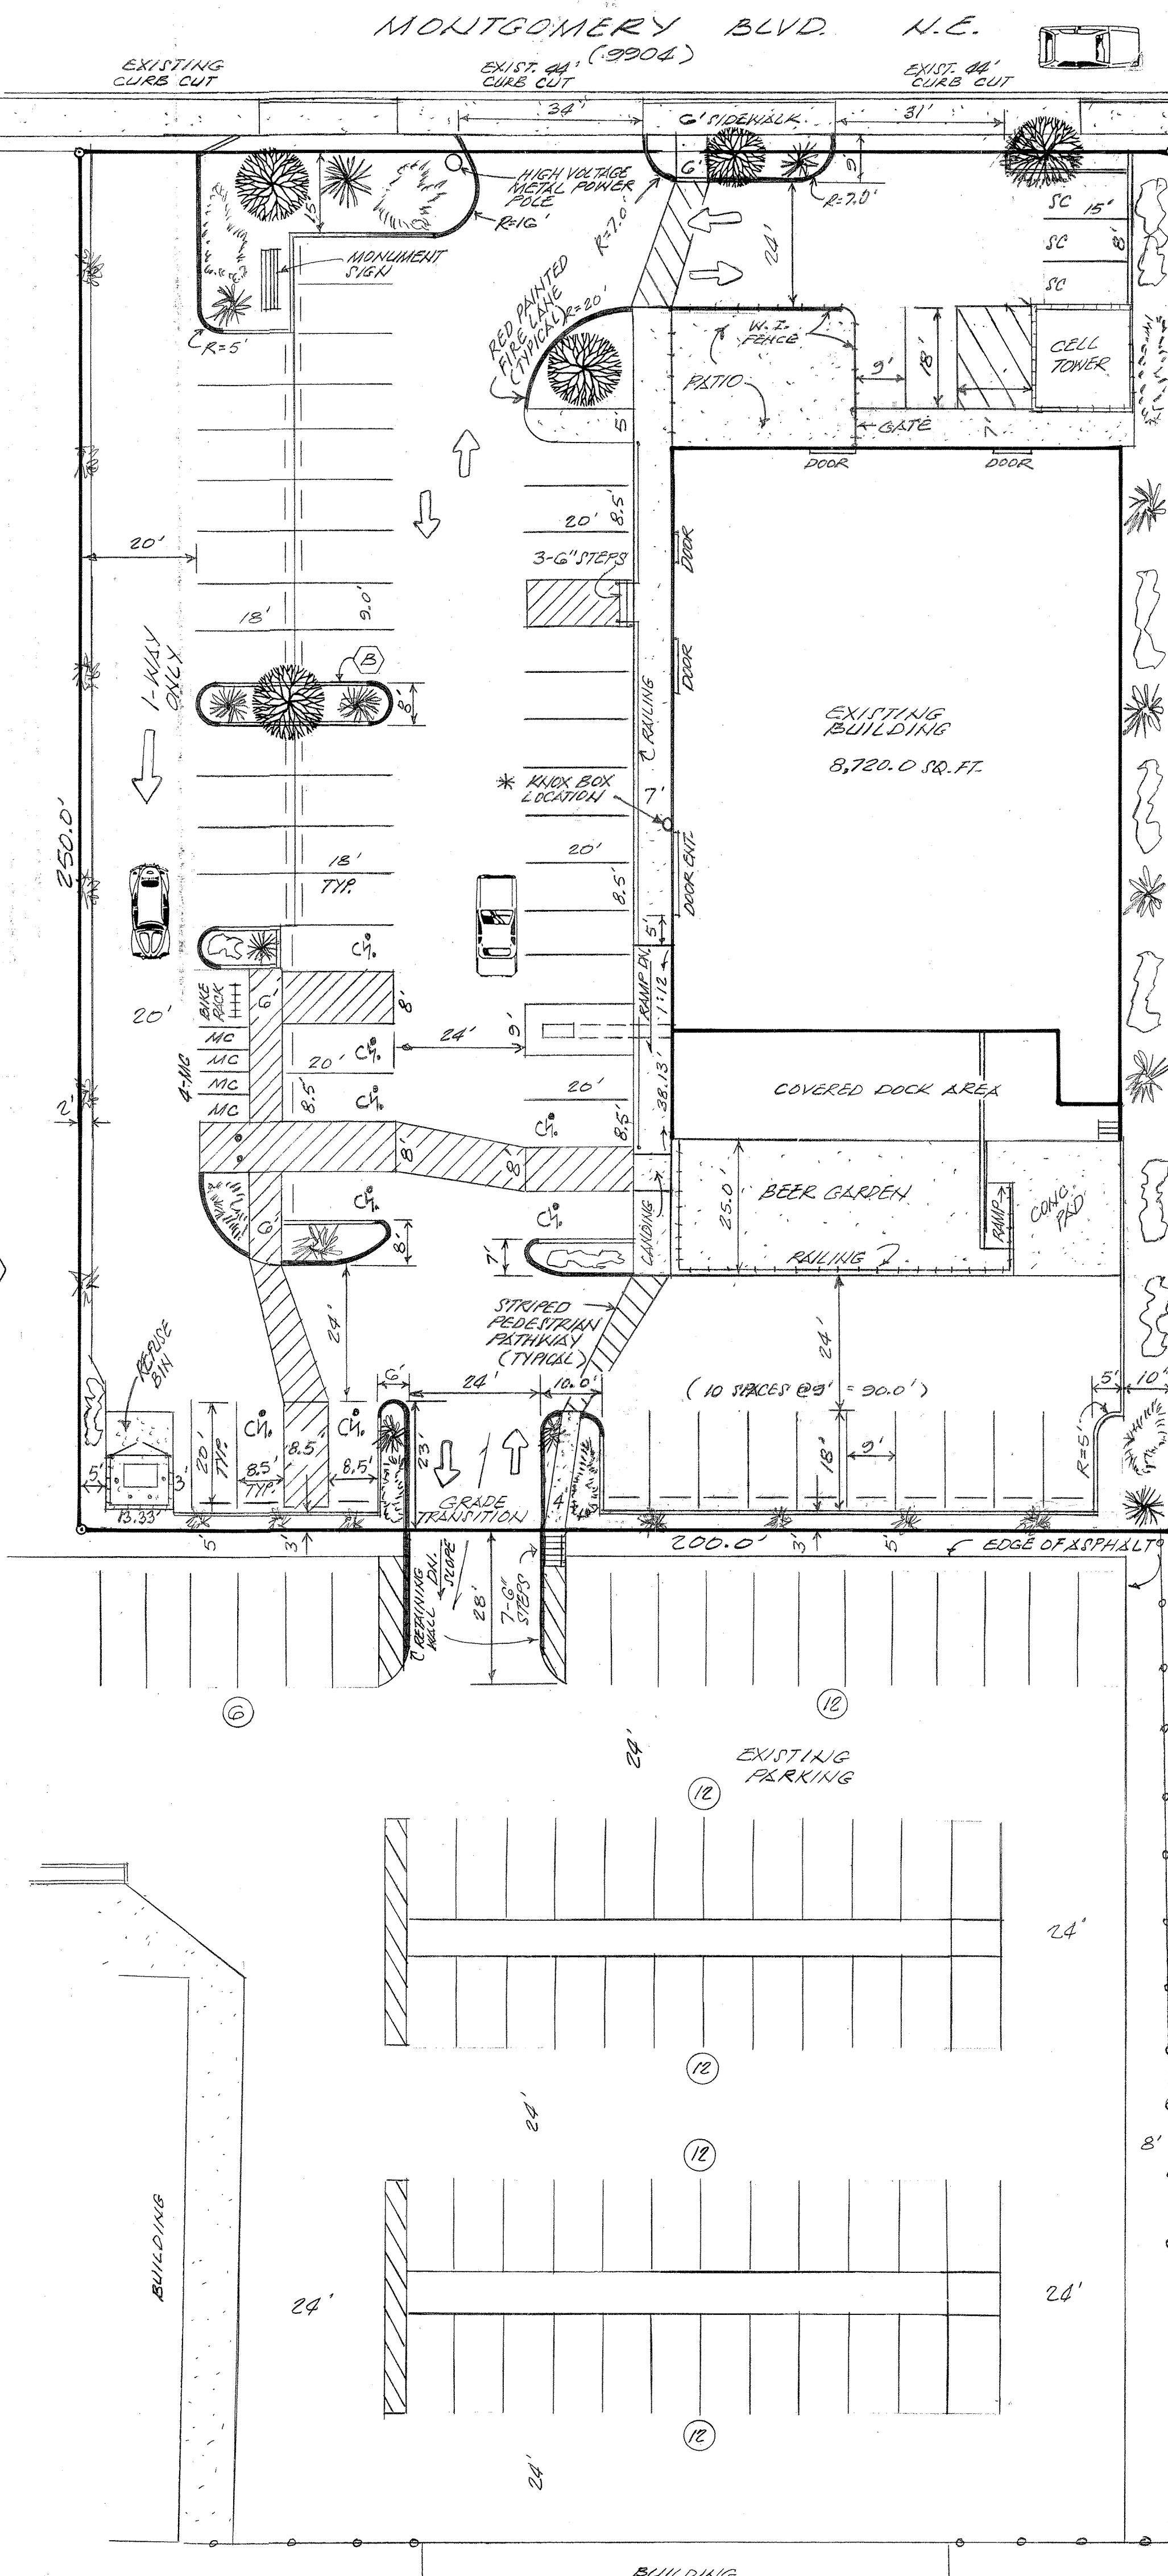 MONTGOMERY BLVD. N.E.
(9904)
EXISTING
CURB CUT
EXIST. 44'
CURB CUT
EXIST. 44'
CURB CUT
34'
6' SIDEWALK
31'
6'
9'
15'
HIGH VOLTAGE
METAL POWER
POLE
R=16'
R=7.0'
R=7.0'
24'
SC
15'
SC
8'
SC
MONUMENT
SIGN
R=5'
RED PAINTED
FIRE LANE
(TYPICAL)
R=20'
W.I.
FENCE
PATIO
9'
18'
CELL
TOWER
GATE
7'
5'
DOOR
DOOR
20'
8.5'
20'
3-6" STEPS
DOOR
18'
9.0'
1-WAY
ONLY
B
8'
DOOR
RAILING
EXISTING
BUILDING
8,720.0 SQ.FT.
* KNOX BOX
LOCATION
7'
250.0'
18'
TYP.
20'
8.5'
DOOR ENT.
5'
BIKE
RACK
6'
8'
20'
RAMP DN.
1:12
MC
MC
MC
MC
4-MC
20'
8.5'
24'
9'
20'
8.5'
38.13'
COVERED DOCK AREA
2'
8'
8'
BEER GARDEN
25.0'
RAMP
CONC.
PAD
LANDING
RAILING
6'
8'
7'
STRIPED
PEDESTRIAN
PATHWAY
(TYPICAL)
24'
24'
REFUSE
BIN
6'
24'
10.0'
(10 SPACES @ 9' = 90.0')
5'
10'
R=5'
20'
TYP.
8.5'
8.5'
TYP.
8.5'
23'
18'
9'
5'
3'
13.33'
GRADE
TRANSITION
4'
5'
3'
200.0'
3'
5'
EDGE OF ASPHALT
RETAINING
WALL
DN.
SLOPE
28'
7-6"
STEPS
6
12
24'
EXISTING
PARKING
12
24'
12
24'
12
8'
BUILDING
24'
24'
12
24'
BUILDING